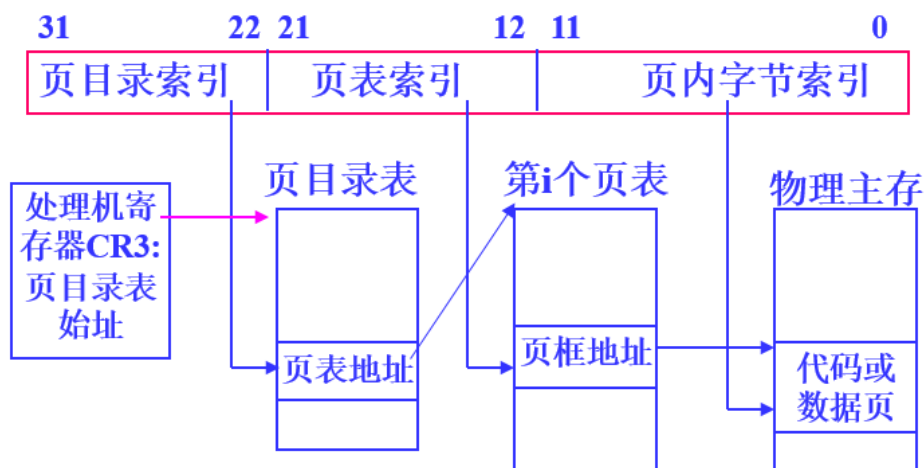 31 22 21 12 11 0
页目录索引 页表索引 页内字节索引
页目录表 第i个页表 物理主存
处理机寄
存器CR3:
页目录表
始址
页表地址
页框地址
代码或
数据页